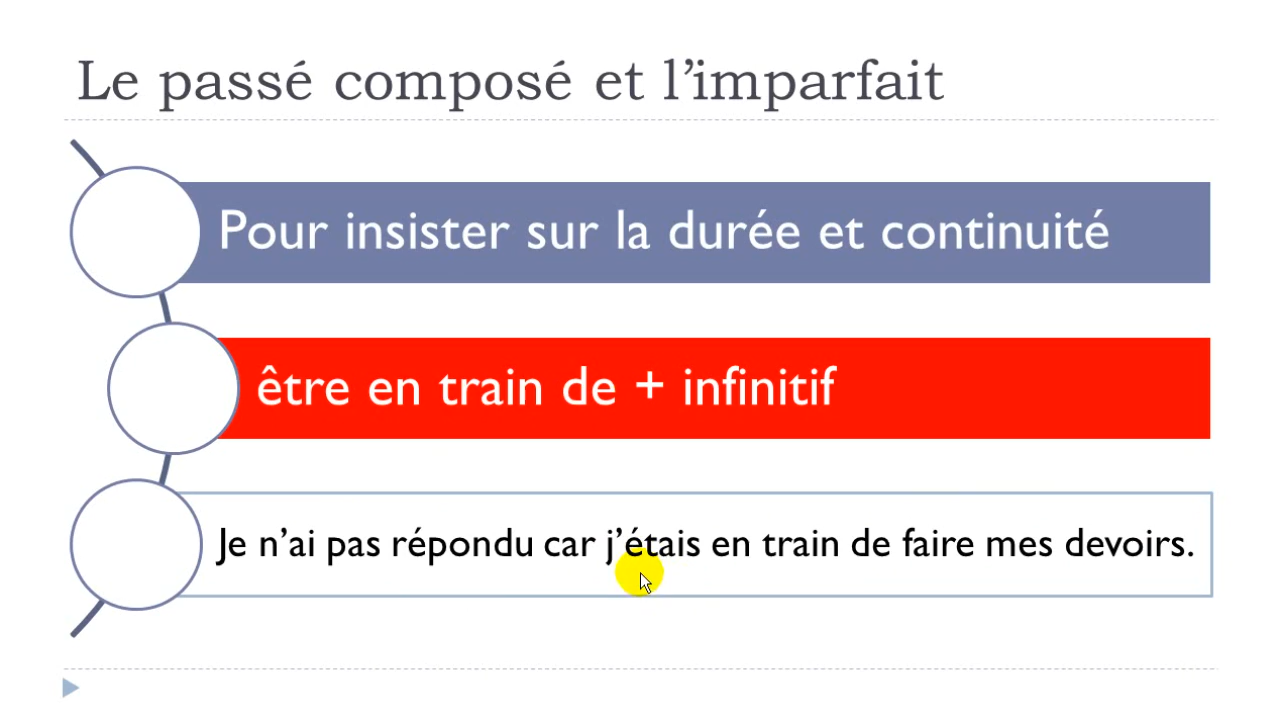 Le passé composé et l’imparfait
Pour insister sur la durée et continuité
être en train de + infinitif
Je n’ai pas répondu car j’étais en train de faire mes devoirs.